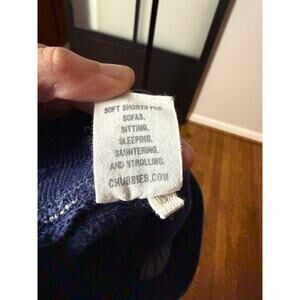 SOFT SHORTS FOR
SOFAS,
SITTING,
SLEEPING,
SAUNTERING,
AND STROLLING.
CHUBBIES.COM